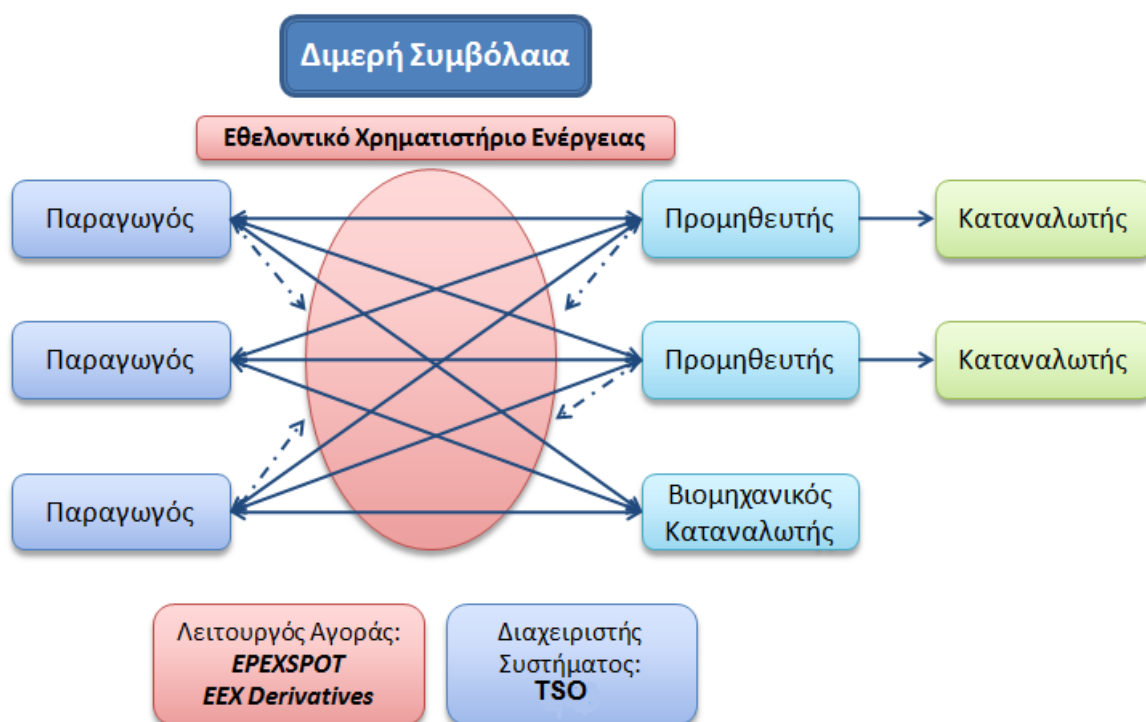 Διμερή Συμβόλαια
Εθελοντικό Χρηματιστήριο Ενέργειας
Παραγωγός
Προμηθευτής
Καταναλωτής
Παραγωγός
Προμηθευτής
Καταναλωτής
Παραγωγός
Βιομηχανικός
Καταναλωτής
Λειτουργός Αγοράς:
EPEXSPOT
EEX Derivatives
Διαχειριστής
Συστήματος:
TSO